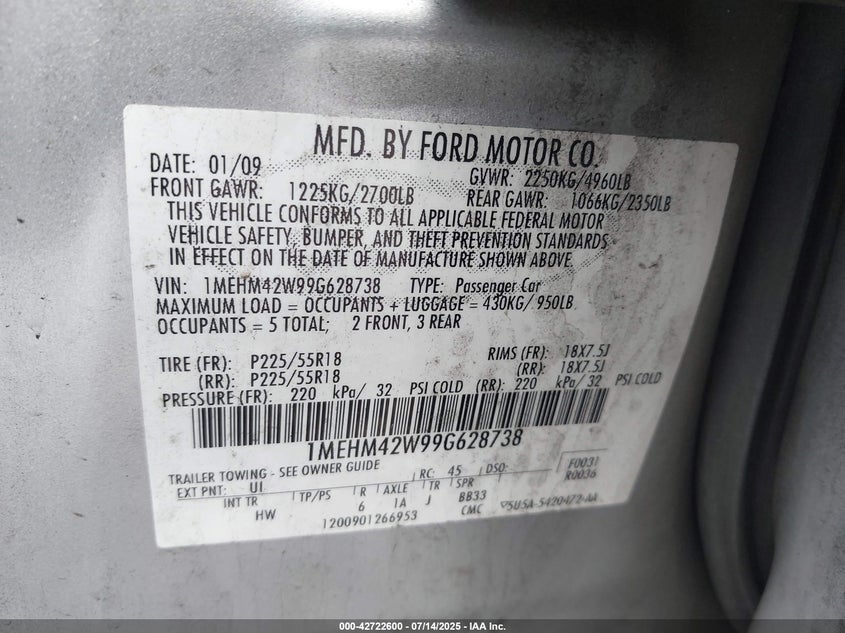 MFD. BY FORD MOTOR CO.
DATE: 01/09 GVWR: 2250KG/4960LB
FRONT GAWR: 1225KG/2700LB REAR GAWR: 1066KG/2350LB
THIS VEHICLE CONFORMS TO ALL APPLICABLE FEDERAL MOTOR
VEHICLE SAFETY, BUMPER, AND THEFT PREVENTION STANDARDS
IN EFFECT ON THE DATE OF MANUFACTURE SHOWN ABOVE.
VIN: 1MEHM42W99G628738 TYPE: Passenger Car
MAXIMUM LOAD = OCCUPANTS + LUGGAGE = 430KG/ 950LB
OCCUPANTS = 5 TOTAL; 2 FRONT, 3 REAR
TIRE (FR): P225/55R18 RIMS (FR): 18X7.5J
(RR): P225/55R18 (RR): 18X7.5J
PRESSURE (FR): 220 kPa/ 32 PSI COLD (RR): 220 kPa/ 32 PSI COLD
1MEHM42W99G628738
TRAILER TOWING - SEE OWNER GUIDE
EXT PNT: UI RC: 45 DSO: F0031
R0036
INT TR TP/PS R AXLE TR SPR
HW 6 1A J BB33
1200901266953 CMC 5U5A-5420472-AA
000-42722600 - 07/14/2025 - IAA Inc.